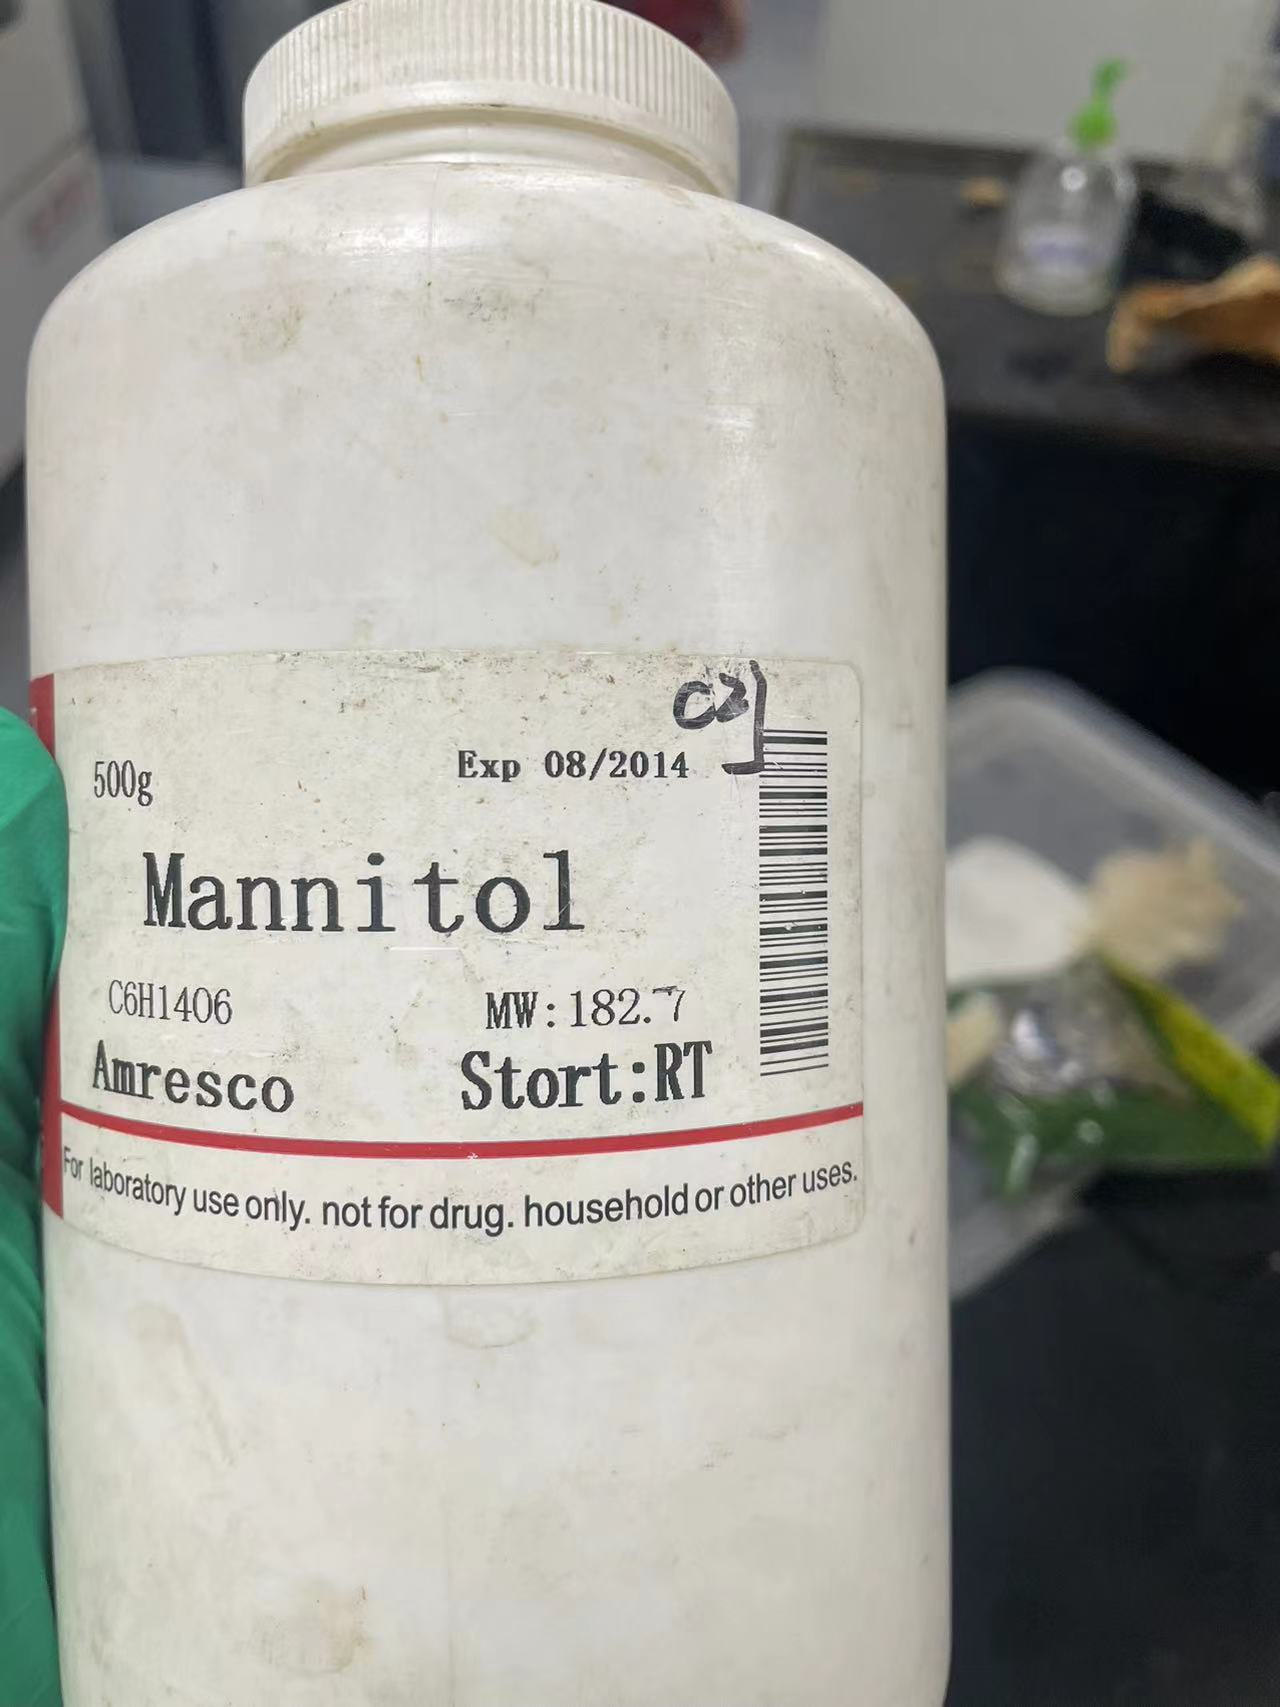 C2
500g
Exp 08/2014
Mannitol
C6H14O6
MW:182.7
Amresco
Stort:RT
For laboratory use only. not for drug. household or other uses.